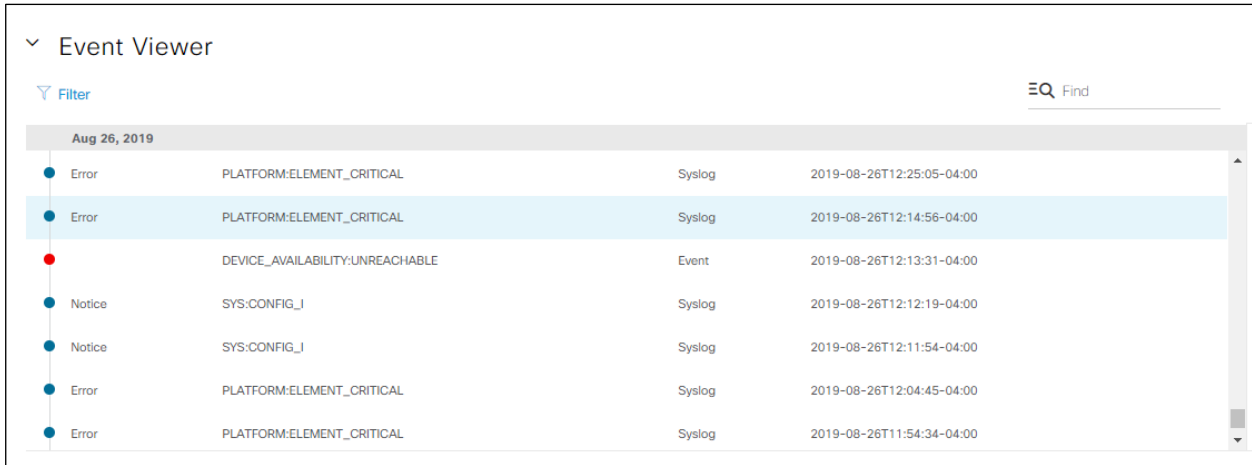 Event Viewer
Filter
Find
Aug 26, 2019
Error PLATFORM:ELEMENT_CRITICAL Syslog 2019-08-26T12:25:05-04:00
Error PLATFORM:ELEMENT_CRITICAL Syslog 2019-08-26T12:14:56-04:00
DEVICE_AVAILABILITY:UNREACHABLE Event 2019-08-26T12:13:31-04:00
Notice SYS:CONFIG_I Syslog 2019-08-26T12:12:19-04:00
Notice SYS:CONFIG_I Syslog 2019-08-26T12:11:54-04:00
Error PLATFORM:ELEMENT_CRITICAL Syslog 2019-08-26T12:04:45-04:00
Error PLATFORM:ELEMENT_CRITICAL Syslog 2019-08-26T11:54:34-04:00